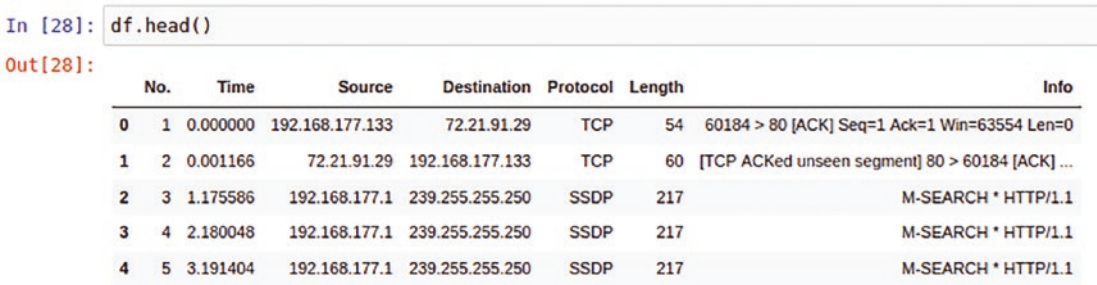 In [28]: df.head()
Out[28]:
No. Time Source Destination Protocol Length Info
0 1 0.000000 192.168.177.133 72.21.91.29 TCP 54 60184 > 80 [ACK] Seq=1 Ack=1 Win=63554 Len=0
1 2 0.001166 72.21.91.29 192.168.177.133 TCP 60 [TCP ACKed unseen segment] 80 > 60184 [ACK] ...
2 3 1.175586 192.168.177.1 239.255.255.250 SSDP 217 M-SEARCH * HTTP/1.1
3 4 2.180048 192.168.177.1 239.255.255.250 SSDP 217 M-SEARCH * HTTP/1.1
4 5 3.191404 192.168.177.1 239.255.255.250 SSDP 217 M-SEARCH * HTTP/1.1